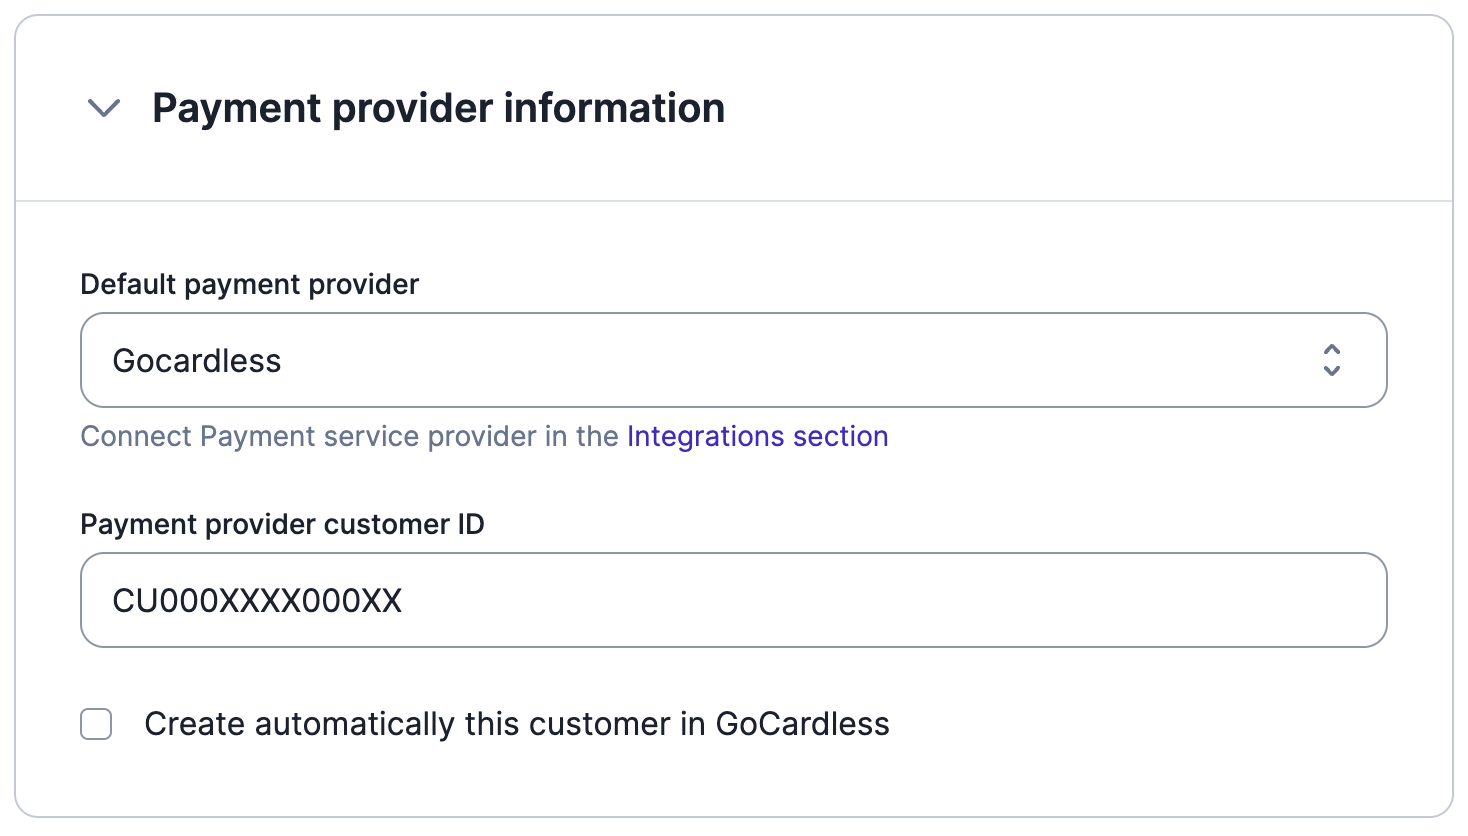 Payment provider information
Default payment provider
Gocardless
Connect Payment service provider in the Integrations section
Payment provider customer ID
CU000XXXX000XX
Create automatically this customer in GoCardless